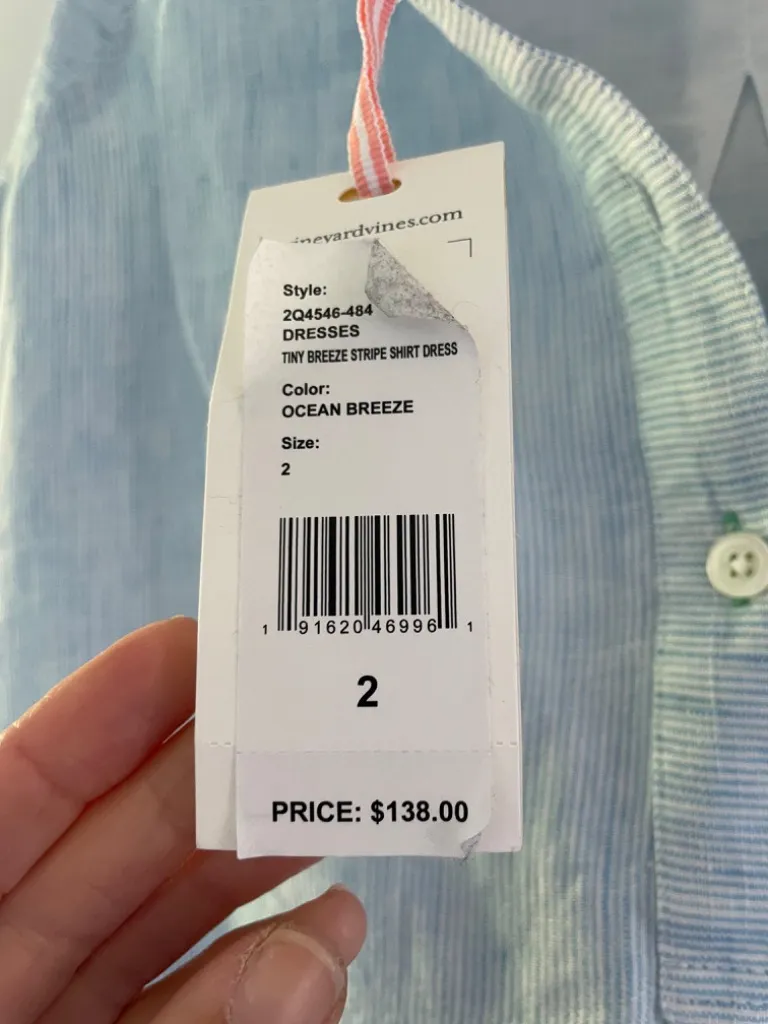 ineyardvines.com
Style:
2Q4546-484
DRESSES
TINY BREEZE STRIPE SHIRT DRESS
Color:
OCEAN BREEZE
Size:
2
1 91620 46996 1
2
PRICE: $138.00